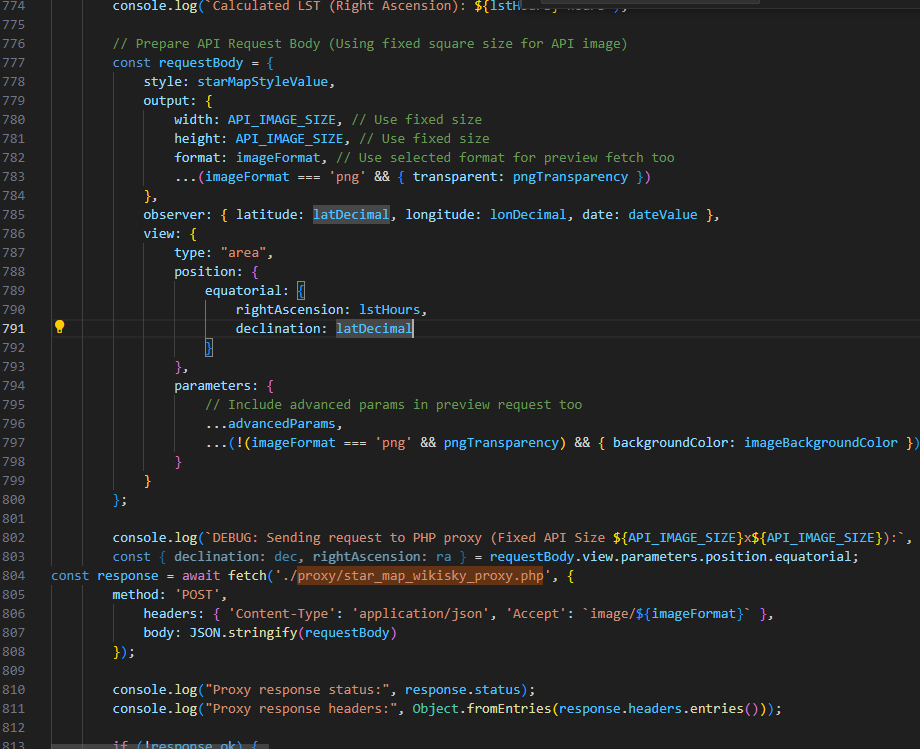 774 console.log(`Calculated LST (Right Ascension): ${lstH
775
776 // Prepare API Request Body (Using fixed square size for API image)
777 const requestBody = {
778 style: starMapStyleValue,
779 output: {
780 width: API_IMAGE_SIZE, // Use fixed size
781 height: API_IMAGE_SIZE, // Use fixed size
782 format: imageFormat, // Use selected format for preview fetch too
783 ...(imageFormat === 'png' && { transparent: pngTransparency })
784 },
785 observer: { latitude: latDecimal, longitude: lonDecimal, date: dateValue },
786 view: {
787 type: "area",
788 position: {
789 equatorial: {
790 rightAscension: lstHours,
791 declination: latDecimal
792 }
793 },
794 parameters: {
795 // Include advanced params in preview request too
796 ...advancedParams,
797 ...(!(imageFormat === 'png' && pngTransparency) && { backgroundColor: imageBackgroundColor })
798 }
799 }
800 };
801
802 console.log(`DEBUG: Sending request to PHP proxy (Fixed API Size ${API_IMAGE_SIZE}x${API_IMAGE_SIZE}):`,
803 const { declination: dec, rightAscension: ra } = requestBody.view.parameters.position.equatorial;
804 const response = await fetch('./proxy/star_map_wikisky_proxy.php', {
805 method: 'POST',
806 headers: { 'Content-Type': 'application/json', 'Accept': `image/${imageFormat}` },
807 body: JSON.stringify(requestBody)
808 });
809
810 console.log("Proxy response status:", response.status);
811 console.log("Proxy response headers:", Object.fromEntries(response.headers.entries()));
812
813 if (!response.ok) {